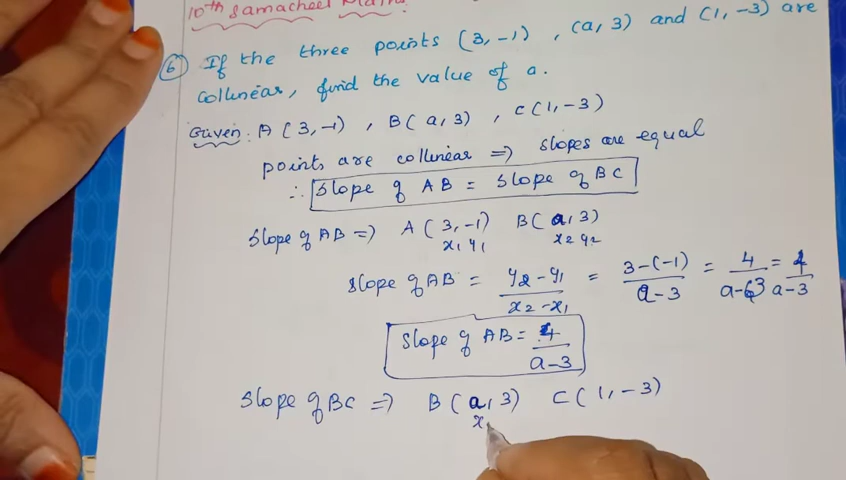 10th Samacheer Maths.
6 If the three points (3,-1), (a, 3) and (1, -3) are
collinear, find the value of a.
Given: A (3,-1), B(a, 3), C(1,-3)
points are collinear => slopes are equal
∴ Slope of AB = Slope of BC
Slope of AB => A (3,-1) B(a, 3)
x1 y1 x2 y2
Slope of AB = y2-y1 / x2-x1 = 3-(-1) / a-3 = 4 / a-3 = 4 / a-3
Slope of AB = 4 / a-3
Slope of BC => B (a, 3) C (1, -3)
x